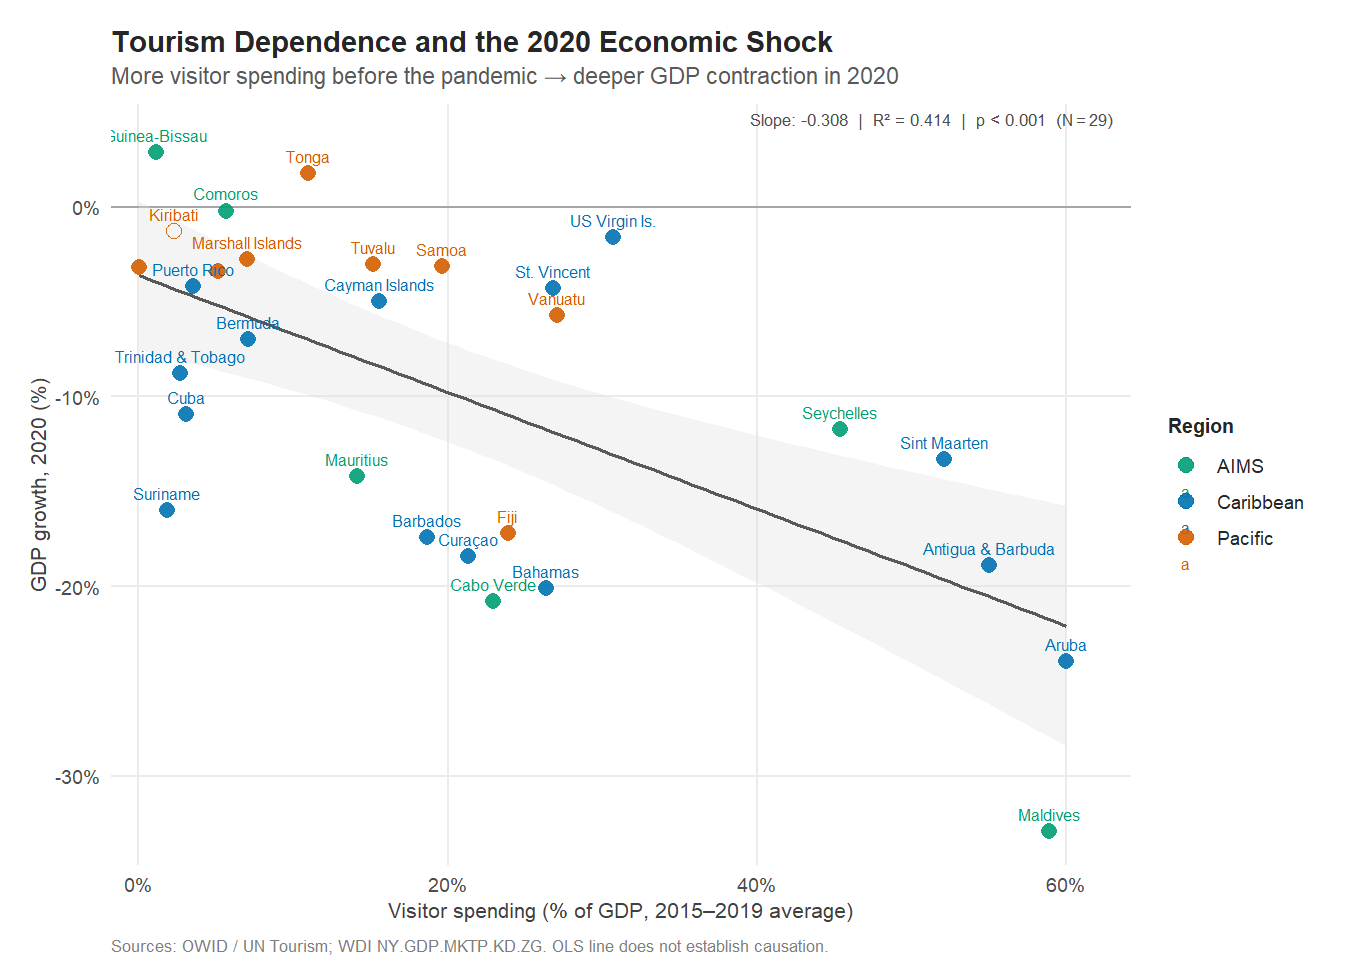 Tourism Dependence and the 2020 Economic Shock
More visitor spending before the pandemic → deeper GDP contraction in 2020
Slope: -0.308 | R² = 0.414 | p < 0.001 (N = 29)
Guinea-Bissau
Tonga
Comoros
0%
Kiribati
US Virgin Is.
Marshall Islands
Tuvalu
Samoa
Puerto Rico
St. Vincent
Cayman Islands
Vanuatu
Bermuda
Trinidad & Tobago
-10%
Cuba
Seychelles
Sint Maarten
Mauritius
Suriname
Barbados
Fiji
Curaçao
Antigua & Barbuda
Bahamas
-20%
Cabo Verde
Aruba
-30%
Maldives
GDP growth, 2020 (%)
0%
20%
40%
60%
Visitor spending (% of GDP, 2015–2019 average)
Region
AIMS
a
Caribbean
a
Pacific
a
Sources: OWID / UN Tourism; WDI NY.GDP.MKTP.KD.ZG. OLS line does not establish causation.